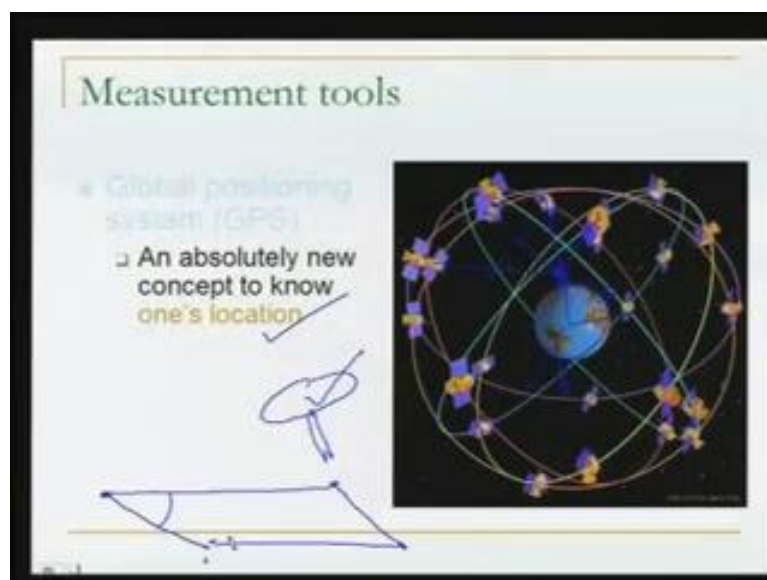 Measurement tools
Global positioning
system (GPS)
An absolutely new
concept to know
one's location